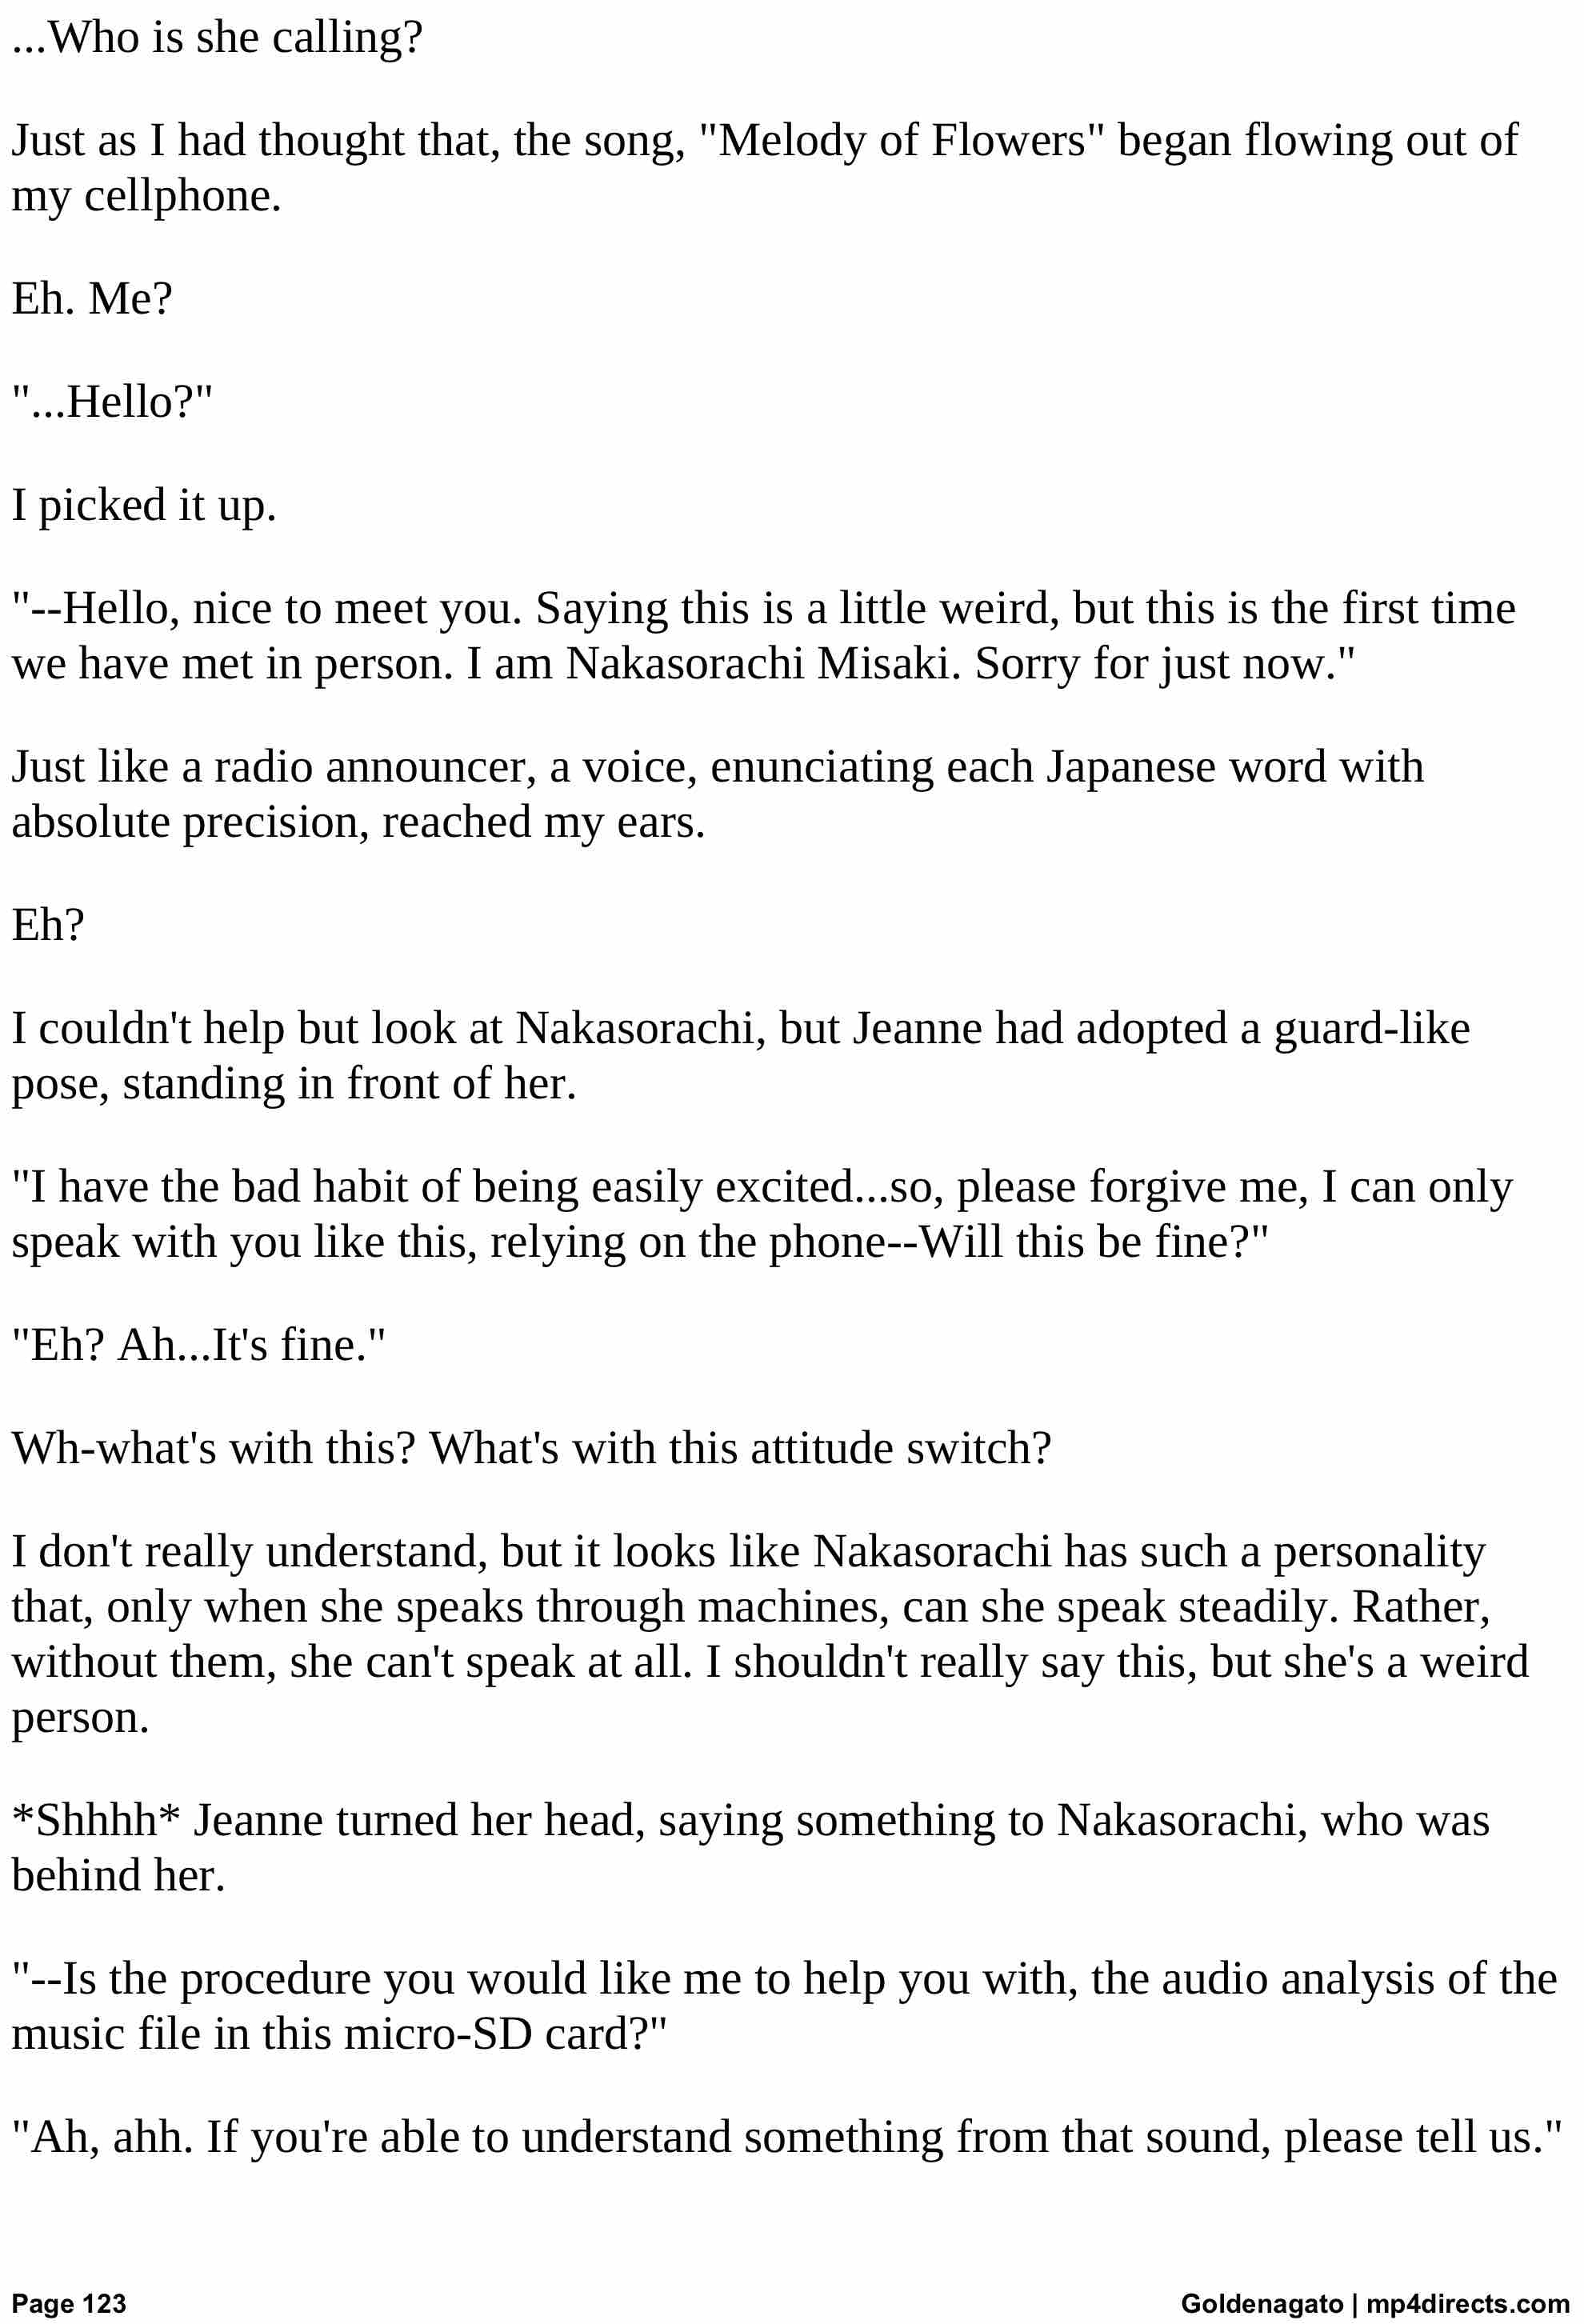 ...Who is she calling?
Just as I had thought that, the song, "Melody of Flowers" began flowing out of
my cellphone.
Eh. Me?
"...Hello?"
I picked it up.
"--Hello, nice to meet you. Saying this is a little weird, but this is the first time
we have met in person. I am Nakasorachi Misaki. Sorry for just now."
Just like a radio announcer, a voice, enunciating each Japanese word with
absolute precision, reached my ears.
Eh?
I couldn't help but look at Nakasorachi, but Jeanne had adopted a guard-like
pose, standing in front of her.
"I have the bad habit of being easily excited...so, please forgive me, I can only
speak with you like this, relying on the phone--Will this be fine?"
"Eh? Ah...It's fine."
Wh-what's with this? What's with this attitude switch?
I don't really understand, but it looks like Nakasorachi has such a personality
that, only when she speaks through machines, can she speak steadily. Rather,
without them, she can't speak at all. I shouldn't really say this, but she's a weird
person.
*Shhhh* Jeanne turned her head, saying something to Nakasorachi, who was
behind her.
"--Is the procedure you would like me to help you with, the audio analysis of the
music file in this micro-SD card?"
"Ah, ahh. If you're able to understand something from that sound, please tell us."
Page 123 Goldenagato | mp4directs.com